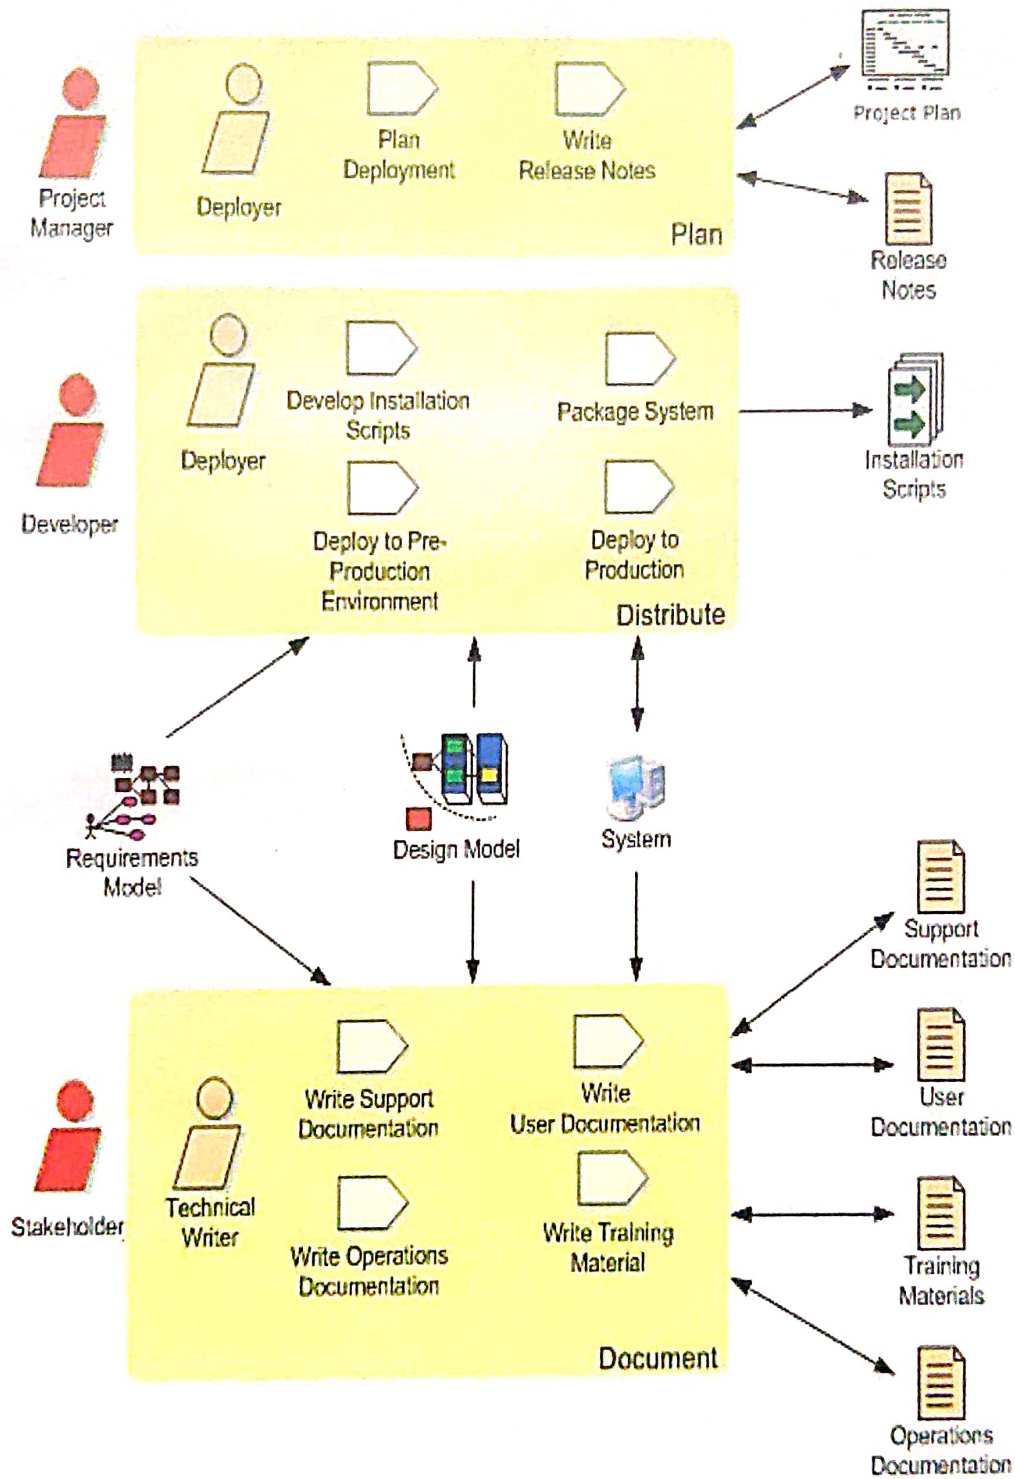 Project Plan
Plan
Deployment
Write
Release Notes
Project
Manager
Deployer
Plan
Release
Notes
Develop Installation
Scripts
Package System
Deployer
Developer
Installation
Scripts
Deploy to Pre-
Production
Environment
Deploy to
Production
Distribute
Requirements
Model
Design Model
System
Support
Documentation
Write Support
Documentation
Write
User Documentation
User
Documentation
Stakeholder
Technical
Writer
Write Operations
Documentation
Write Training
Material
Training
Materials
Document
Operations
Documentation